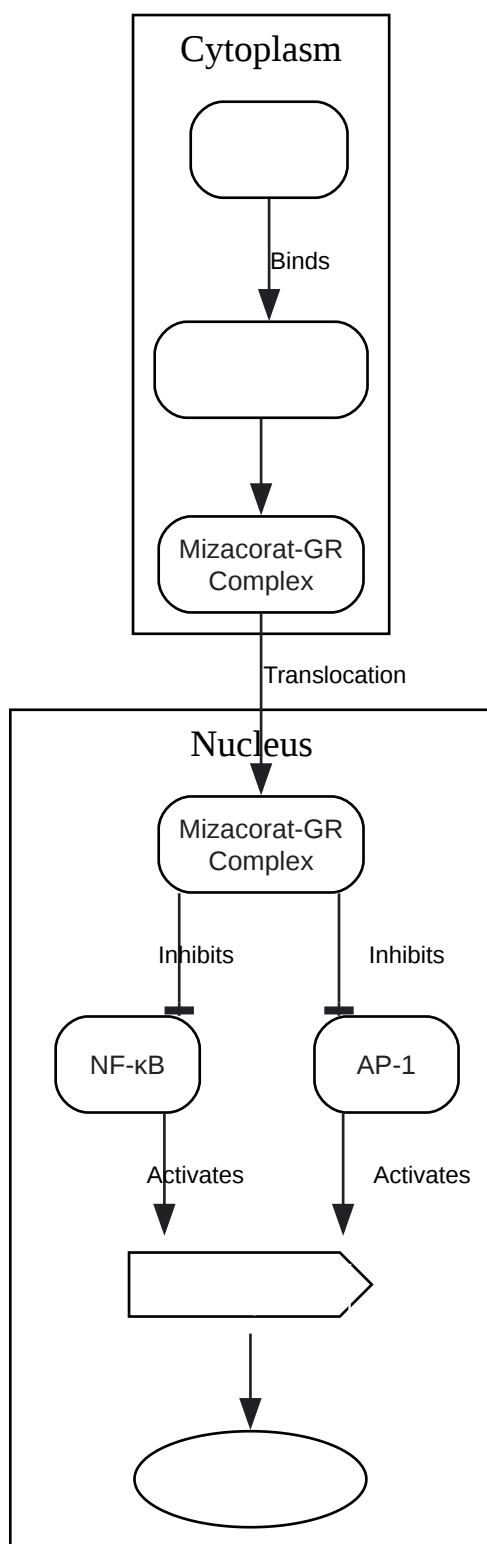 Cytoplasm
Binds
Mizacorat-GR
Complex
Translocation
Nucleus
Mizacorat-GR
Complex
Inhibits
Inhibits
NF-κB
AP-1
Activates
Activates